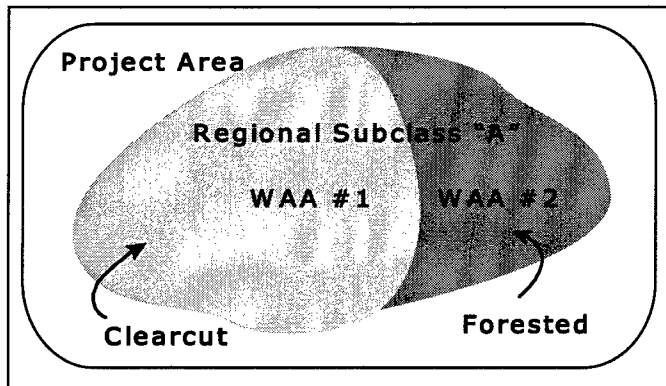 Project Area
Regional Subclass "A"
WAA #1
WAA #2
Clearcut
Forested